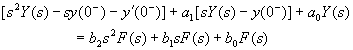 [s²Y(s) − sy(0⁻) − y′(0⁻)] + a₁[sY(s) − y(0⁻)] + a₀Y(s)
= b₂s²F(s) + b₁sF(s) + b₀F(s)